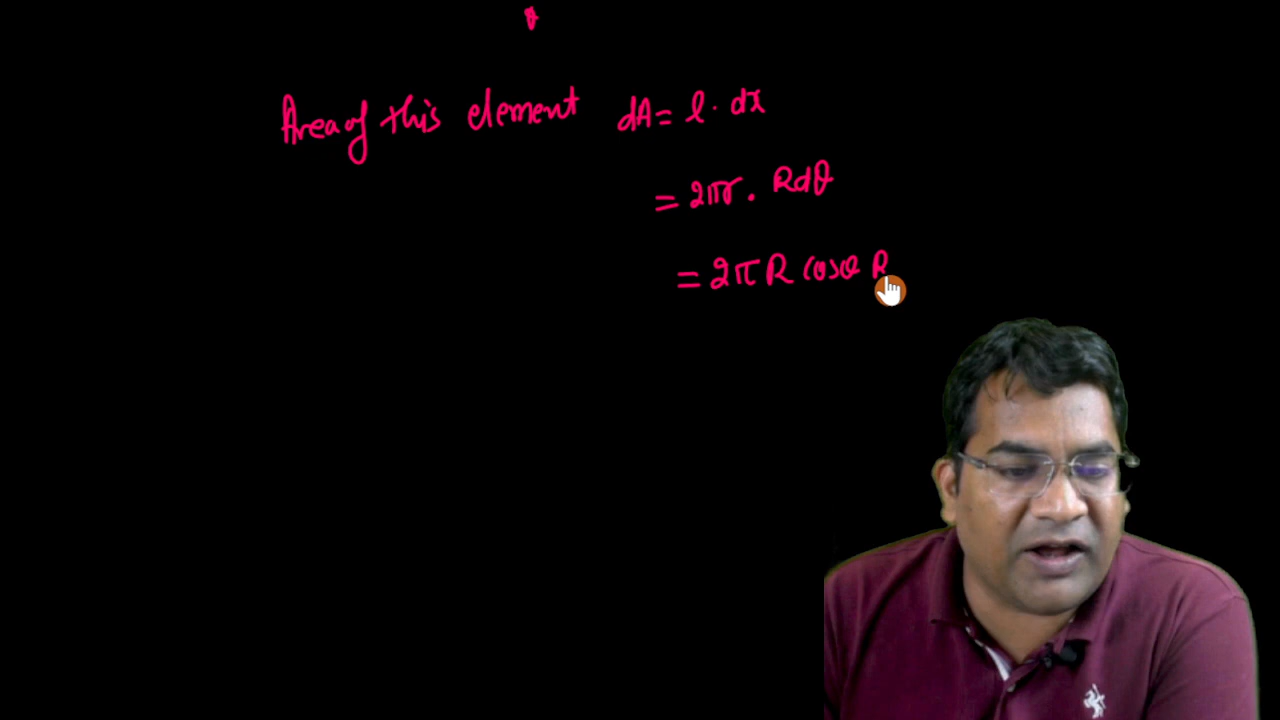 Area of this element dA = l · dx
= 2πr . Rdθ
= 2πR cosθ R